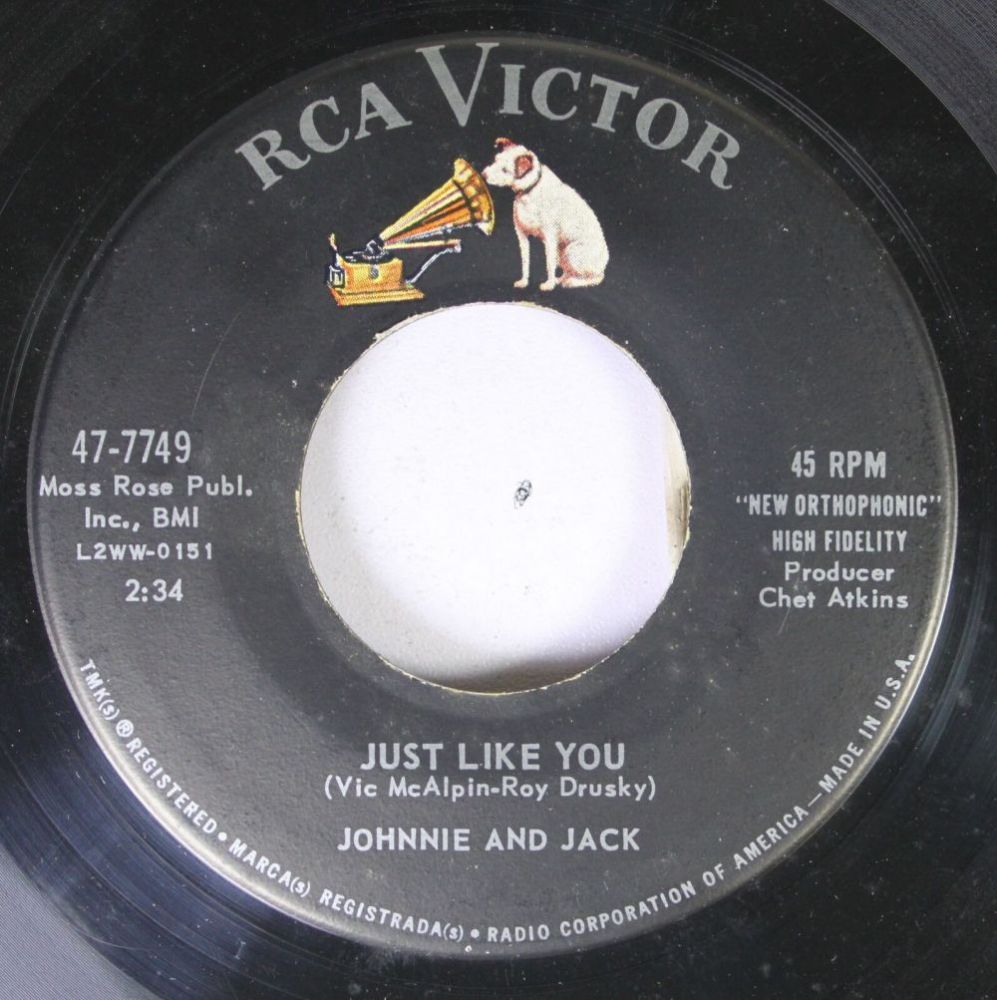 RCA VICTOR
47-7749
Moss Rose Publ.
Inc., BMI
L2WW-0151
2:34
45 RPM
"NEW ORTHOPHONIC"
HIGH FIDELITY
Producer
Chet Atkins
JUST LIKE YOU
(Vic McAlpin-Roy Drusky)
JOHNNIE AND JACK
TMK(s) ® REGISTERED • MARCA(s) REGISTRADA(s) • RADIO CORPORATION OF AMERICA—MADE IN U.S.A.